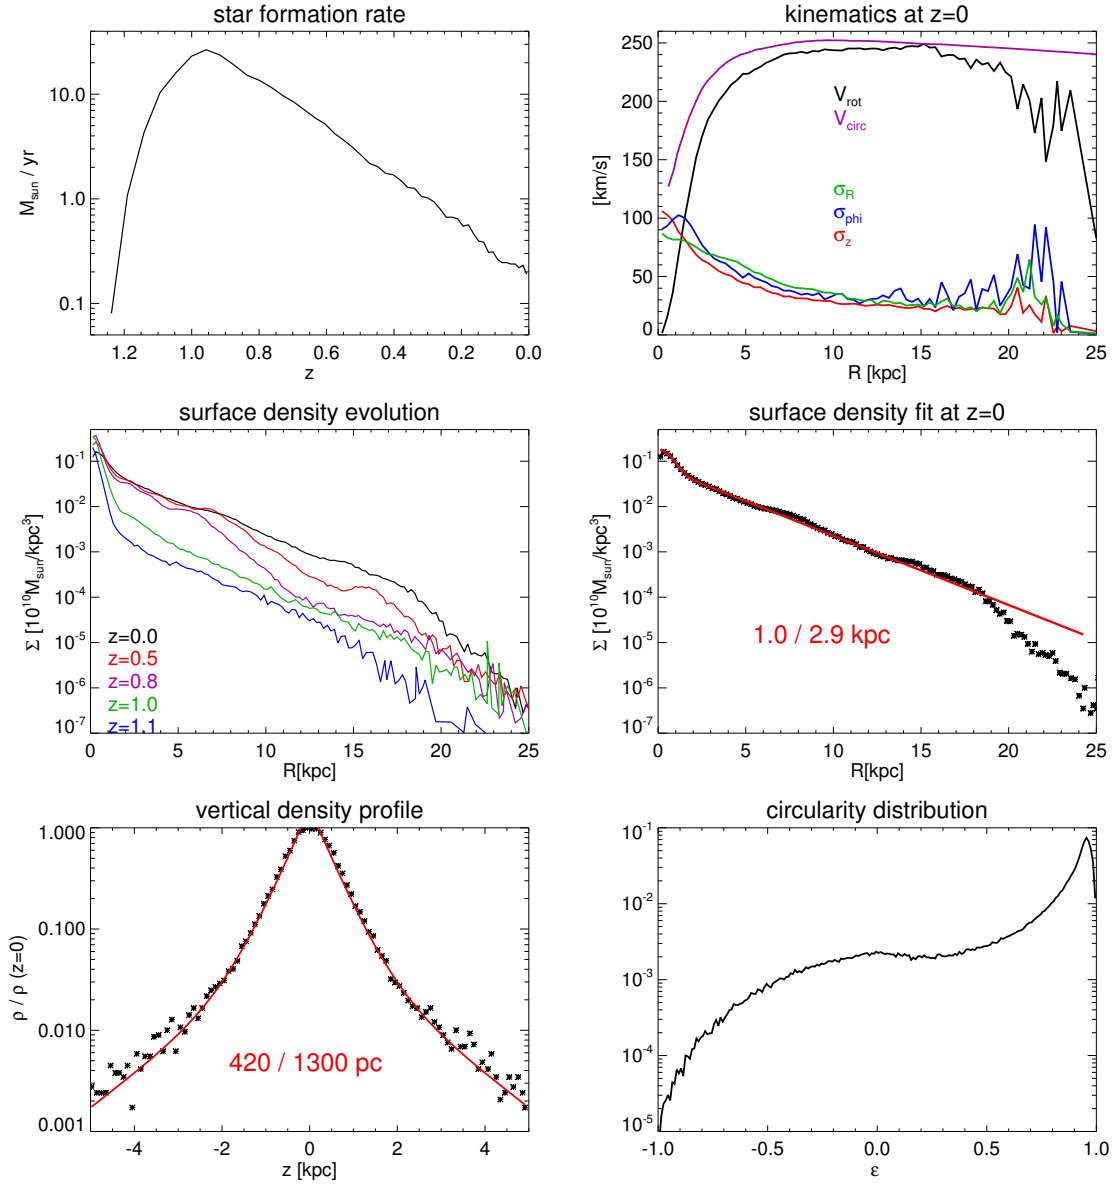 star formation rate
M_sun / yr
10.0
1.0
0.1
1.2 1.0 0.8 0.6 0.4 0.2 0.0
z
kinematics at z=0
[km/s]
250
200
150
100
50
0
V_rot
V_circ
σ_R
σ_phi
σ_z
0 5 10 15 20 25
R [kpc]
surface density evolution
Σ [10^10 M_sun/kpc^3]
10^-1
10^-2
10^-3
10^-4
10^-5
10^-6
10^-7
z=0.0
z=0.5
z=0.8
z=1.0
z=1.1
0 5 10 15 20 25
R[kpc]
surface density fit at z=0
Σ [10^10 M_sun/kpc^3]
10^-1
10^-2
10^-3
10^-4
10^-5
10^-6
10^-7
1.0 / 2.9 kpc
0 5 10 15 20 25
R[kpc]
vertical density profile
ρ / ρ (z=0)
1.000
0.100
0.010
0.001
420 / 1300 pc
-4 -2 0 2 4
z [kpc]
circularity distribution
10^-1
10^-2
10^-3
10^-4
10^-5
-1.0 -0.5 0.0 0.5 1.0
ε